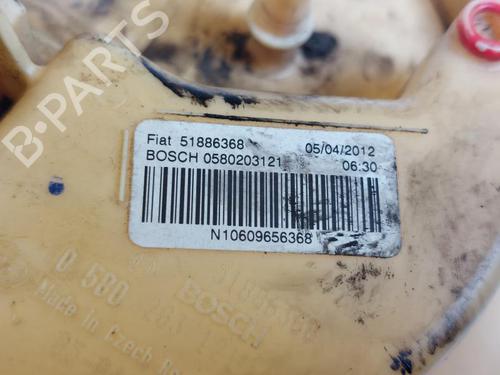 B-PARTS
Fiat 51886368 05/04/2012
BOSCH 0580203121 06:30
N10609656368
0 580
BOSCH
Made in Czech